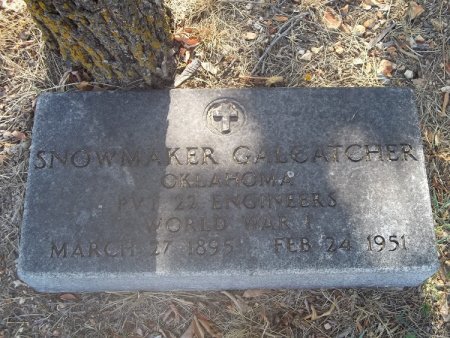 SNOWMAKER GALCATCHER
OKLAHOMA
PVT 22 ENGINEERS
WORLD WAR I
MARCH 27 1895 FEB 24 1951